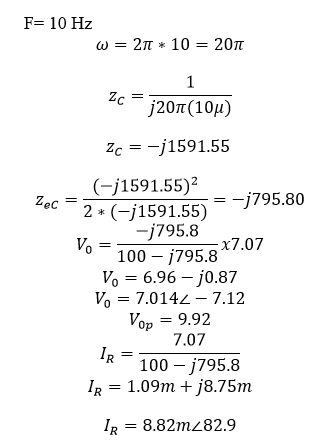 F= 10 Hz
ω = 2π * 10 = 20π
z_C = 1 / j20π(10μ)
z_C = −j1591.55
z_eC = (−j1591.55)² / 2 * (−j1591.55) = −j795.80
V_0 = −j795.8 / 100 − j795.8 x7.07
V_0 = 6.96 − j0.87
V_0 = 7.014∠ − 7.12
V_0p = 9.92
I_R = 7.07 / 100 − j795.8
I_R = 1.09m + j8.75m
I_R = 8.82m∠82.9